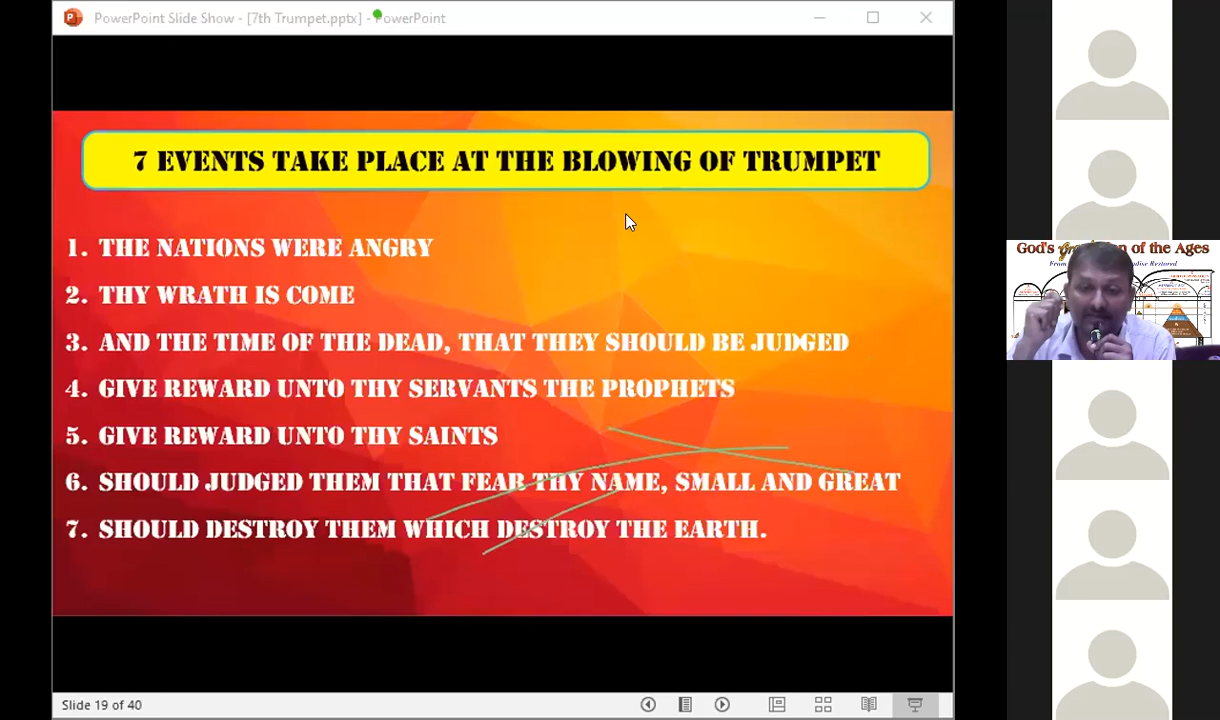 PowerPoint Slide Show - [7th Trumpet.pptx] - PowerPoint
7 EVENTS TAKE PLACE AT THE BLOWING OF TRUMPET
1. THE NATIONS WERE ANGRY
2. THY WRATH IS COME
3. AND THE TIME OF THE DEAD, THAT THEY SHOULD BE JUDGED
4. GIVE REWARD UNTO THY SERVANTS THE PROPHETS
5. GIVE REWARD UNTO THY SAINTS
6. SHOULD JUDGED THEM THAT FEAR THY NAME, SMALL AND GREAT
7. SHOULD DESTROY THEM WHICH DESTROY THE EARTH.
Slide 19 of 40
God's of the Ages
Restored